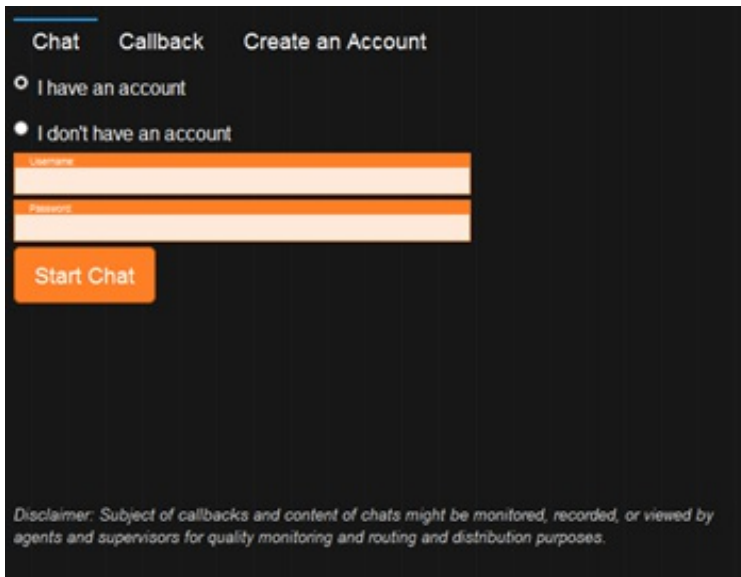 Chat Callback Create an Account
I have an account
I don't have an account
Username
Password
Start Chat
Disclaimer: Subject of callbacks and content of chats might be monitored, recorded, or viewed by
agents and supervisors for quality monitoring and routing and distribution purposes.